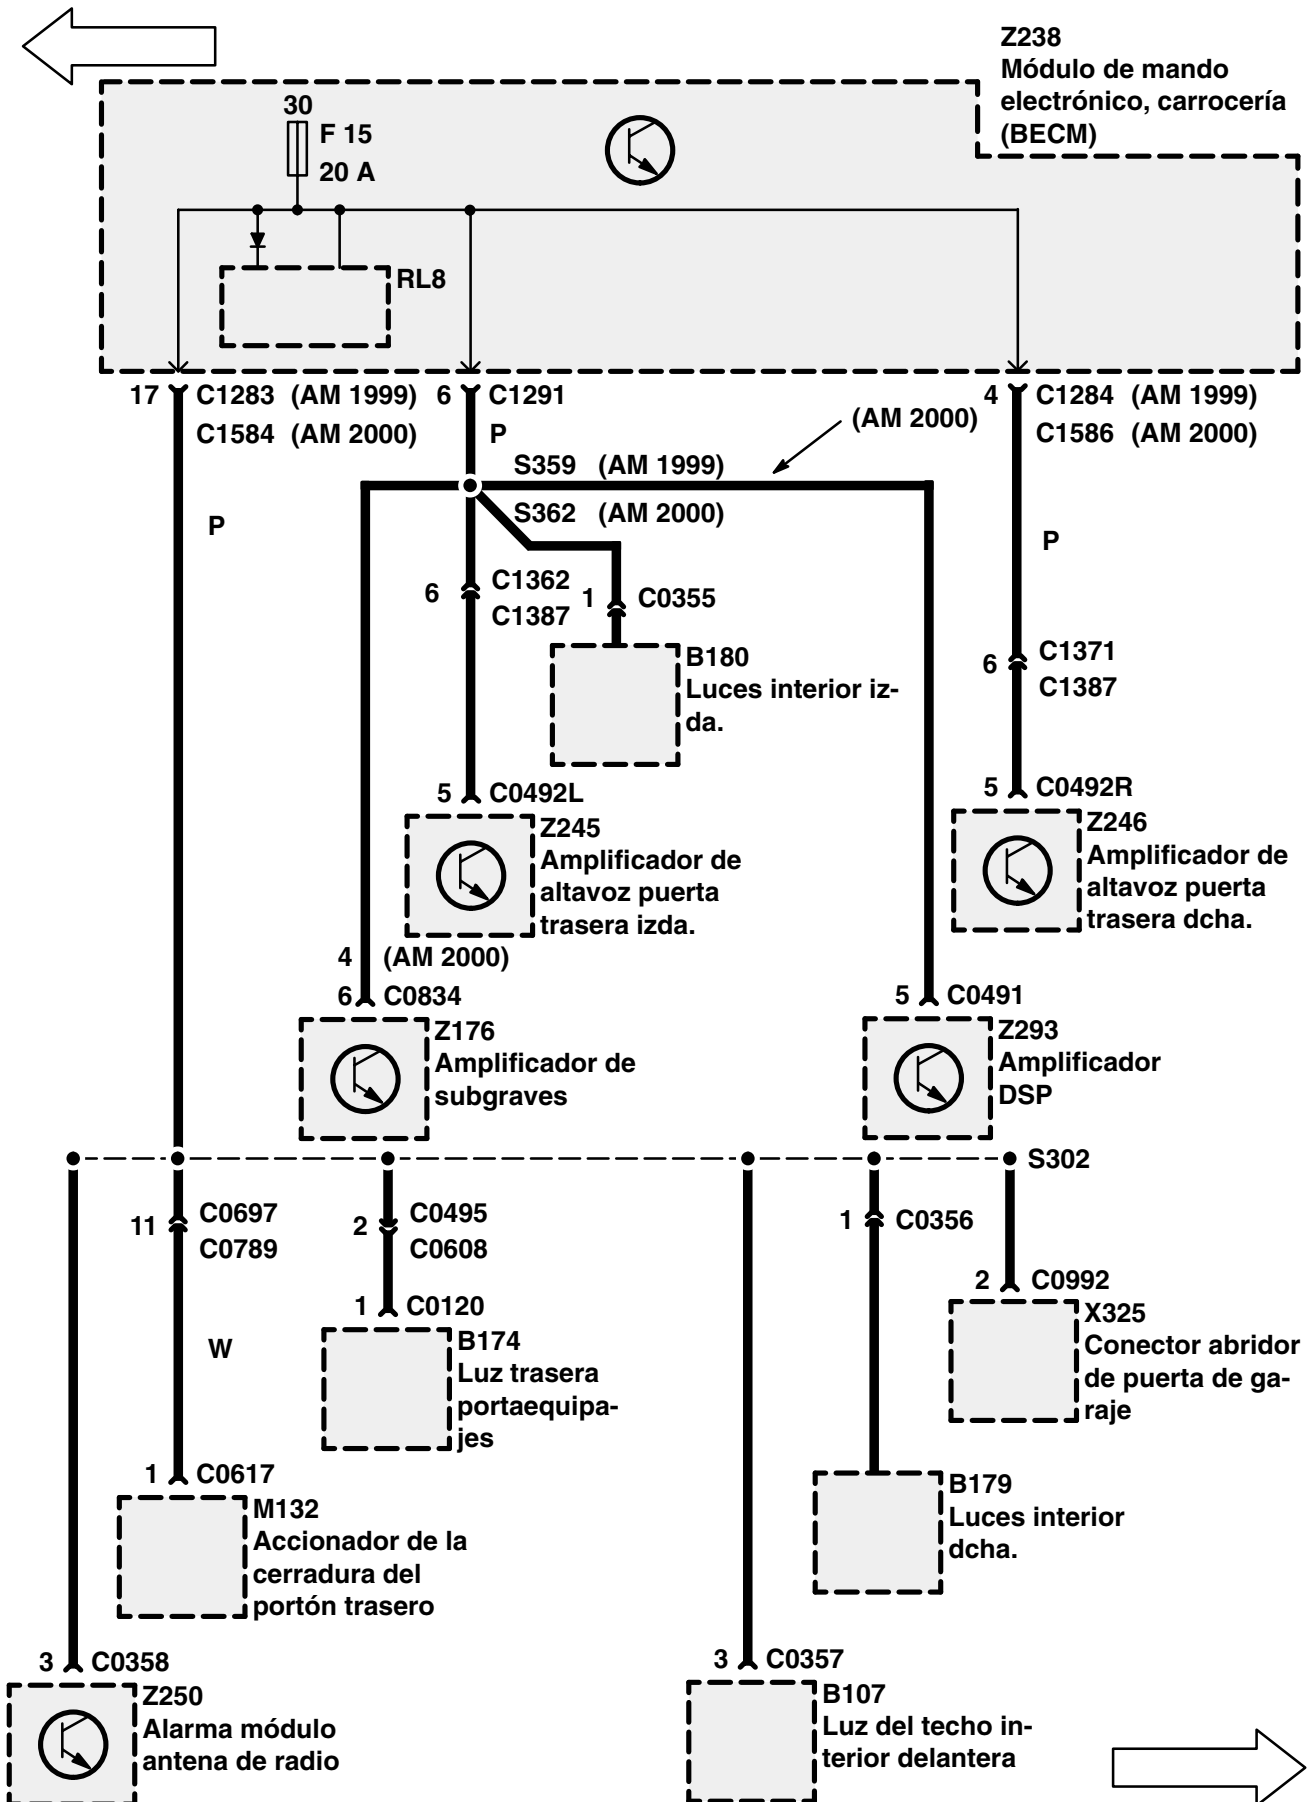 Z238
Módulo de mando
electrónico, carrocería
(BECM)
30
F 15
20 A
RL8
17 C1283 (AM 1999)
C1584 (AM 2000)
6 C1291
4 C1284 (AM 1999)
C1586 (AM 2000)
P
(AM 2000)
S359 (AM 1999)
S362 (AM 2000)
P
P
6 C1362
C1387
1 C0355
B180
Luces interior iz-
da.
6 C1371
C1387
5 C0492L
Z245
Amplificador de
altavoz puerta
trasera izda.
5 C0492R
Z246
Amplificador de
altavoz puerta
trasera dcha.
4 (AM 2000)
6 C0834
Z176
Amplificador de
subgraves
5 C0491
Z293
Amplificador
DSP
S302
11 C0697
C0789
2 C0495
C0608
1 C0356
2 C0992
X325
Conector abridor
de puerta de ga-
raje
1 C0120
B174
Luz trasera
portaequipa-
jes
W
1 C0617
M132
Accionador de la
cerradura del
portón trasero
B179
Luces interior
dcha.
3 C0358
Z250
Alarma módulo
antena de radio
3 C0357
B107
Luz del techo in-
terior delantera